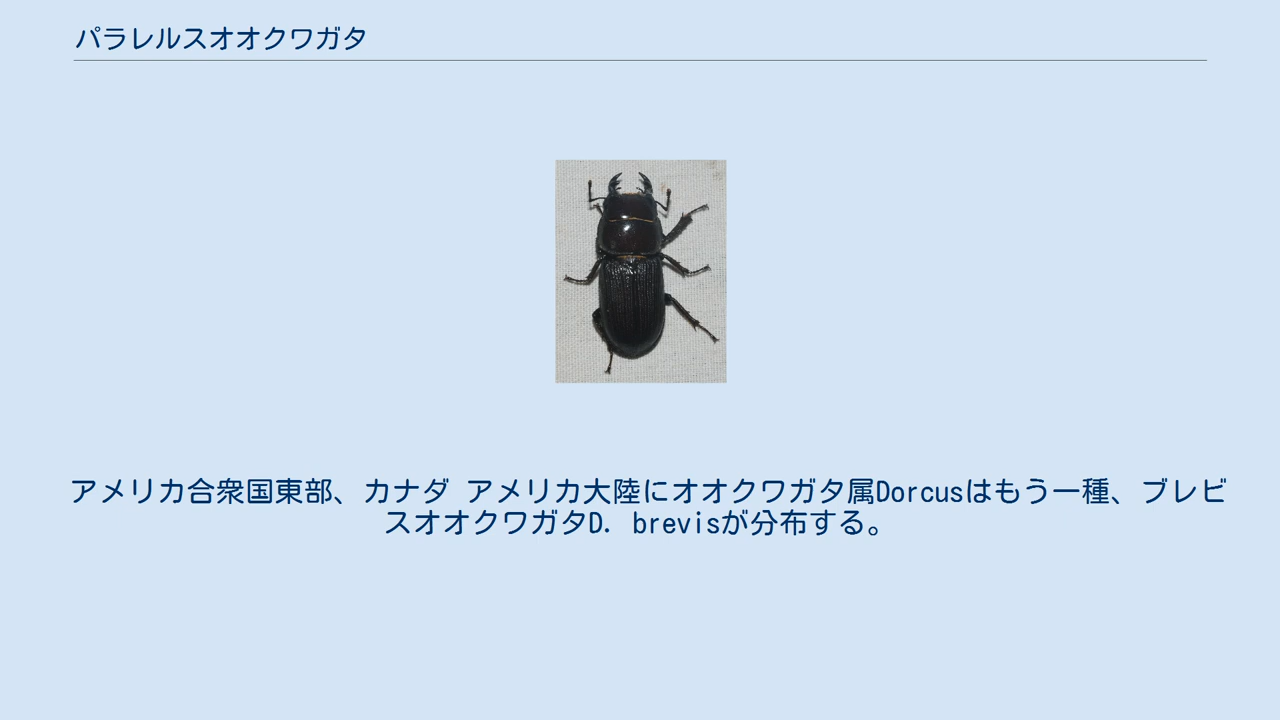 パラレルスオオクワガタ
アメリカ合衆国東部、カナダ アメリカ大陸にオオクワガタ属Dorcusはもう一種、ブレビ
スオオクワガタD. brevisが分布する。